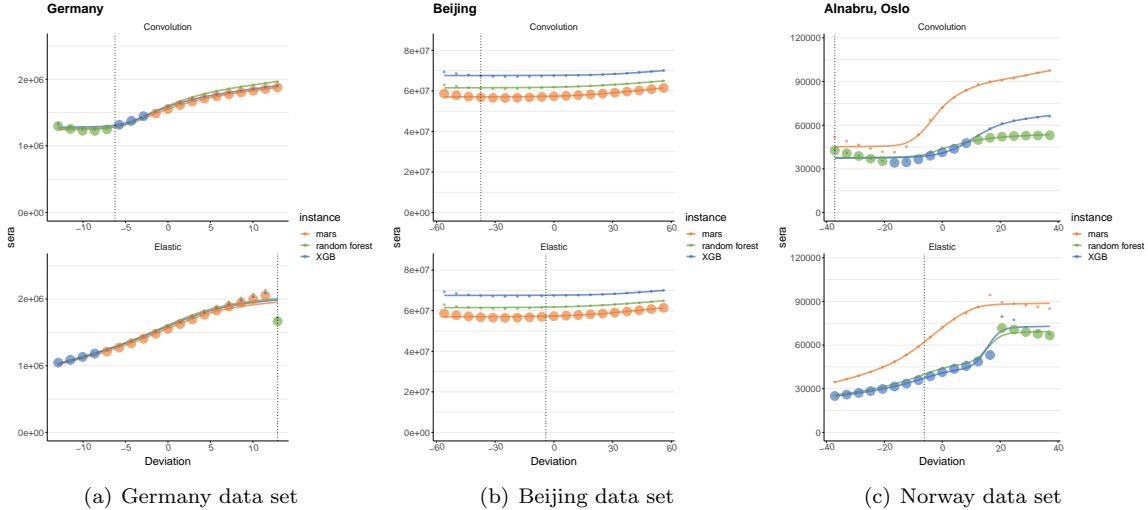 Germany
Convolution
2e+06
1e+06
0e+00
−10 −5 0 5 10
sera
Elastic
2e+06
1e+06
0e+00
−10 −5 0 5 10
Deviation
instance
mars
random forest
XGB
(a) Germany data set
Beijing
Convolution
8e+07
6e+07
4e+07
2e+07
0e+00
−60 −30 0 30 60
sera
Elastic
8e+07
6e+07
4e+07
2e+07
0e+00
−60 −30 0 30 60
Deviation
instance
mars
random forest
XGB
(b) Beijing data set
Alnabru, Oslo
Convolution
120000
90000
60000
30000
0
−40 −20 0 20 40
sera
Elastic
120000
90000
60000
30000
0
−40 −20 0 20 40
Deviation
instance
mars
random forest
XGB
(c) Norway data set